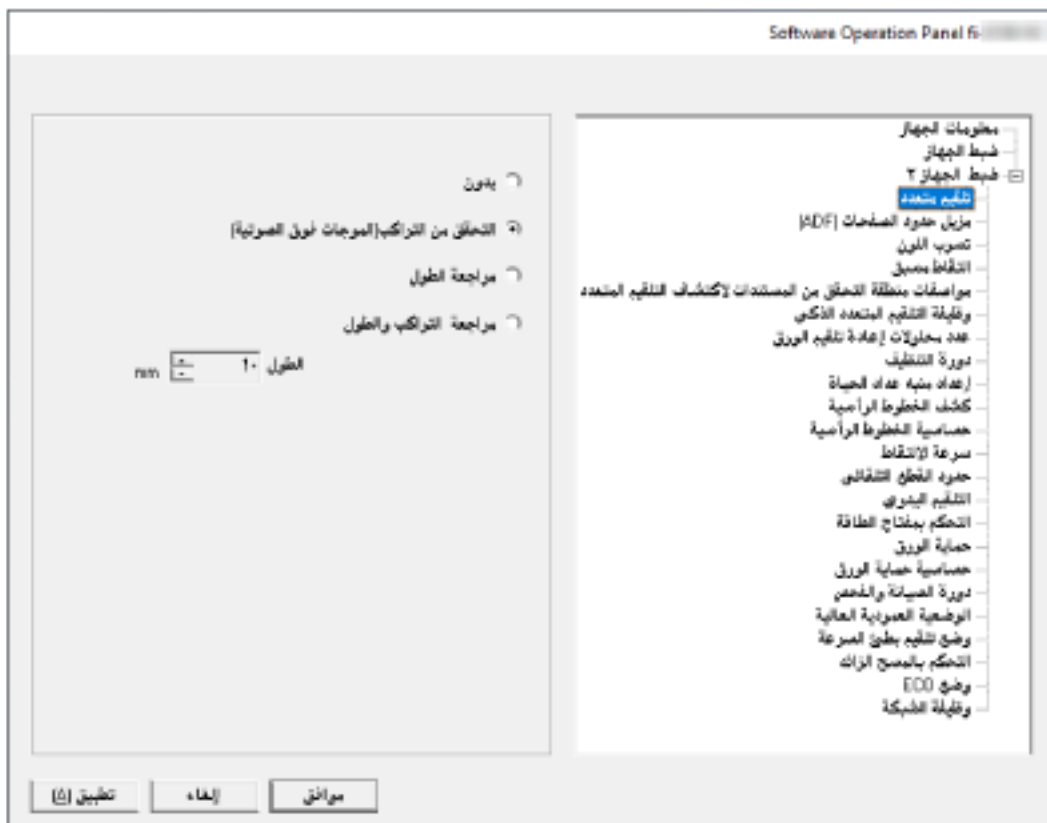 Software Operation Panel fi-
معلومات الجهاز
ضبط الجهاز
ضبط الجهاز ٢
تلقيم متعدد
مزيل حدود الصفحات (ADF)
تصرب اللون
التقاط مسبق
مواصفات منطقة التحقق من المستندات لاكتشاف التلقيم المتعدد
وظيفة التلقيم المتعدد الذكي
عدد محاولات إعادة تلقيم الورق
دورة التنظيف
إعداد منبه عداد الحياة
كشف الخطوط الرأسية
حساسية الخطوط الرأسية
سرعة الالتقاط
حدود القطع التلقائي
التلقيم اليدوي
التحكم بمفتاح الطاقة
حماية الورق
حساسية حماية الورق
دورة الصيانة والفحص
الوضعية العمودية العالية
وضع تلقيم بطئ السرعة
التحكم بالمسح الزائد
وضع ECO
وظيفة الشبكة
بدون
التحقق من التراكب(الموجات فوق الصوتية)
مراجعة الطول
مراجعة التراكب والطول
الطول ١٠ mm
موافق
إلغاء
تطبيق (A)